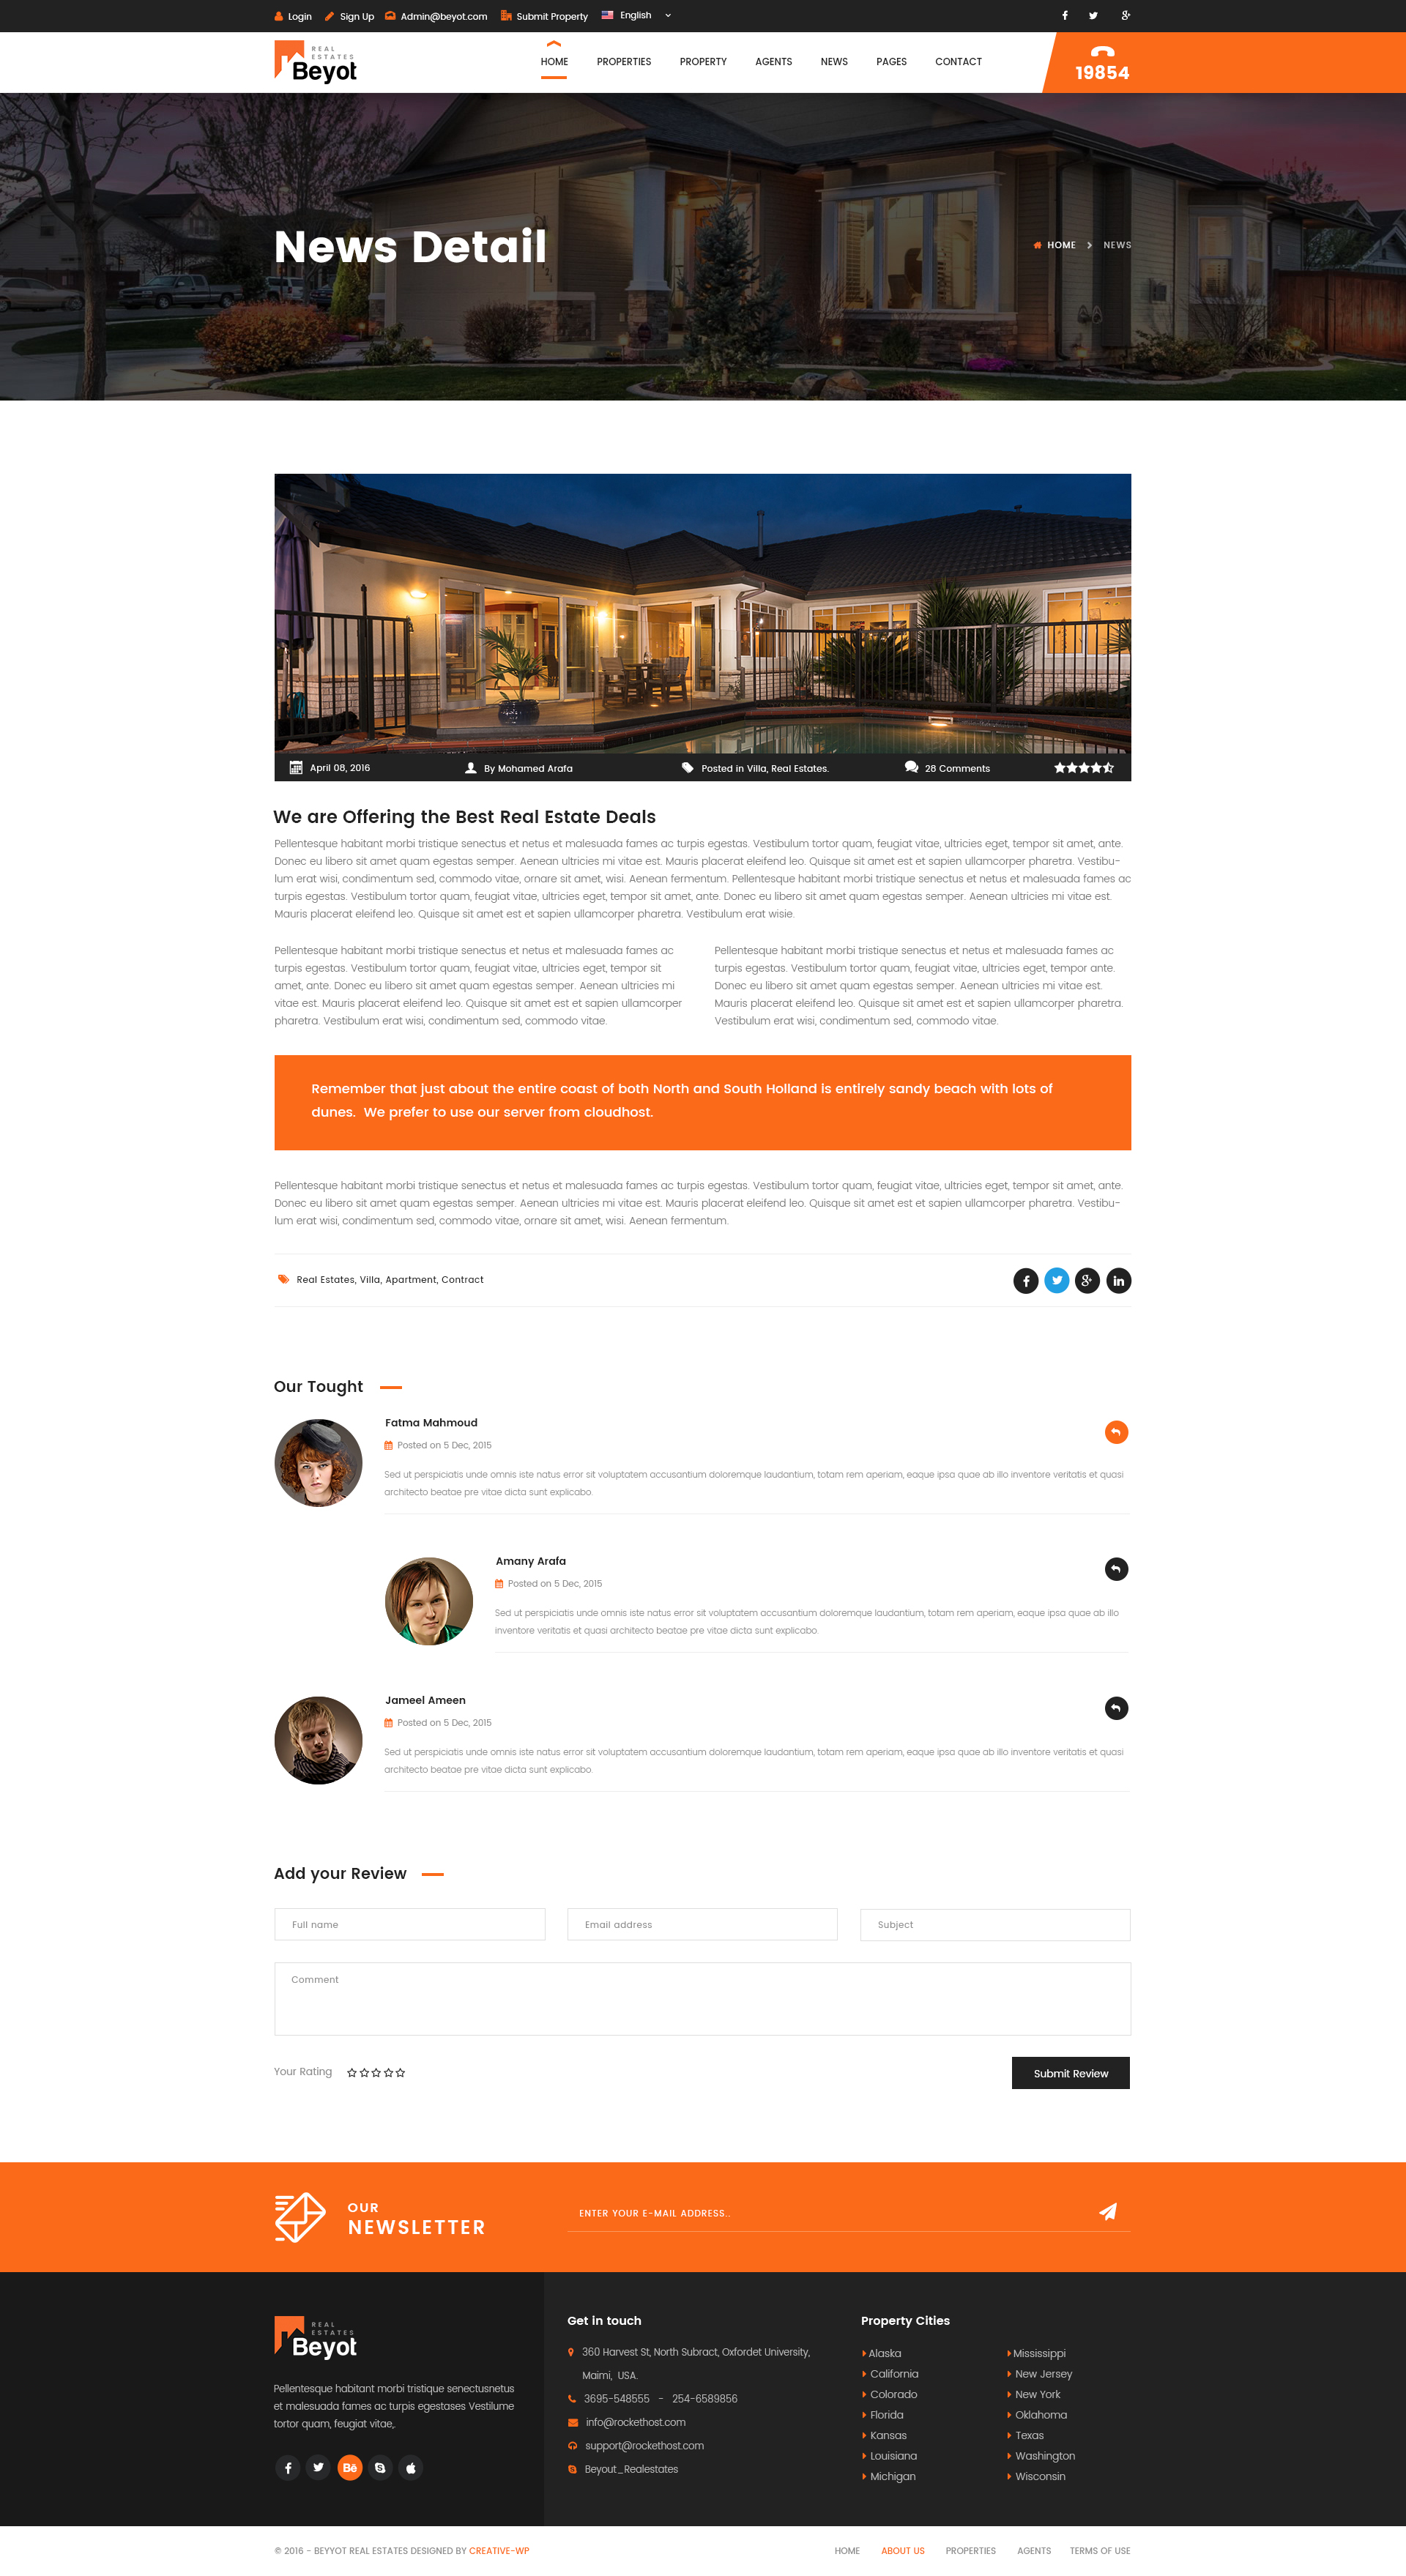 Login Sign Up Admin@beyot.com Submit Property English
REAL
ESTATES
Beyot
HOME PROPERTIES PROPERTY AGENTS NEWS PAGES CONTACT
19854
News Detail
HOME NEWS
April 08, 2016 By Mohamed Arafa Posted in Villa, Real Estates. 28 Comments
We are Offering the Best Real Estate Deals
Pellentesque habitant morbi tristique senectus et netus et malesuada fames ac turpis egestas. Vestibulum tortor quam, feugiat vitae, ultricies eget, tempor sit amet, ante.
Donec eu libero sit amet quam egestas semper. Aenean ultricies mi vitae est. Mauris placerat eleifend leo. Quisque sit amet est et sapien ullamcorper pharetra. Vestibu-
lum erat wisi, condimentum sed, commodo vitae, ornare sit amet, wisi. Aenean fermentum. Pellentesque habitant morbi tristique senectus et netus et malesuada fames ac
turpis egestas. Vestibulum tortor quam, feugiat vitae, ultricies eget, tempor sit amet, ante. Donec eu libero sit amet quam egestas semper. Aenean ultricies mi vitae est.
Mauris placerat eleifend leo. Quisque sit amet est et sapien ullamcorper pharetra. Vestibulum erat wisie.
Pellentesque habitant morbi tristique senectus et netus et malesuada fames ac
turpis egestas. Vestibulum tortor quam, feugiat vitae, ultricies eget, tempor sit
amet, ante. Donec eu libero sit amet quam egestas semper. Aenean ultricies mi
vitae est. Mauris placerat eleifend leo. Quisque sit amet est et sapien ullamcorper
pharetra. Vestibulum erat wisi, condimentum sed, commodo vitae.
Pellentesque habitant morbi tristique senectus et netus et malesuada fames ac
turpis egestas. Vestibulum tortor quam, feugiat vitae, ultricies eget, tempor ante.
Donec eu libero sit amet quam egestas semper. Aenean ultricies mi vitae est.
Mauris placerat eleifend leo. Quisque sit amet est et sapien ullamcorper pharetra.
Vestibulum erat wisi, condimentum sed, commodo vitae.
Remember that just about the entire coast of both North and South Holland is entirely sandy beach with lots of
dunes. We prefer to use our server from cloudhost.
Pellentesque habitant morbi tristique senectus et netus et malesuada fames ac turpis egestas. Vestibulum tortor quam, feugiat vitae, ultricies eget, tempor sit amet, ante.
Donec eu libero sit amet quam egestas semper. Aenean ultricies mi vitae est. Mauris placerat eleifend leo. Quisque sit amet est et sapien ullamcorper pharetra. Vestibu-
lum erat wisi, condimentum sed, commodo vitae, ornare sit amet, wisi. Aenean fermentum.
Real Estates, Villa, Apartment, Contract
Our Tought
Fatma Mahmoud
Posted on 5 Dec, 2015
Sed ut perspiciatis unde omnis iste natus error sit voluptatem accusantium doloremque laudantium, totam rem aperiam, eaque ipsa quae ab illo inventore veritatis et quasi
architecto beatae pre vitae dicta sunt explicabo.
Amany Arafa
Posted on 5 Dec, 2015
Sed ut perspiciatis unde omnis iste natus error sit voluptatem accusantium doloremque laudantium, totam rem aperiam, eaque ipsa quae ab illo
inventore veritatis et quasi architecto beatae pre vitae dicta sunt explicabo.
Jameel Ameen
Posted on 5 Dec, 2015
Sed ut perspiciatis unde omnis iste natus error sit voluptatem accusantium doloremque laudantium, totam rem aperiam, eaque ipsa quae ab illo inventore veritatis et quasi
architecto beatae pre vitae dicta sunt explicabo.
Add your Review
Full name Email address Subject
Comment
Your Rating
Submit Review
OUR
NEWSLETTER
ENTER YOUR E-MAIL ADDRESS...
REAL
ESTATES
Beyot
Pellentesque habitant morbi tristique senectusnetus
et malesuada fames ac turpis egestases Vestilume
tortor quam, feugiat vitae,.
Get in touch
360 Harvest St, North Subract, Oxfordet University,
Maimi, USA.
3695-548555 - 254-6589856
info@rockethost.com
support@rockethost.com
Beyout_Realestates
Property Cities
Alaska
California
Colorado
Florida
Kansas
Louisiana
Michigan
Mississippi
New Jersey
New York
Oklahoma
Texas
Washington
Wisconsin
© 2016 - BEYYOT REAL ESTATES DESIGNED BY CREATIVE-WP
HOME ABOUT US PROPERTIES AGENTS TERMS OF USE